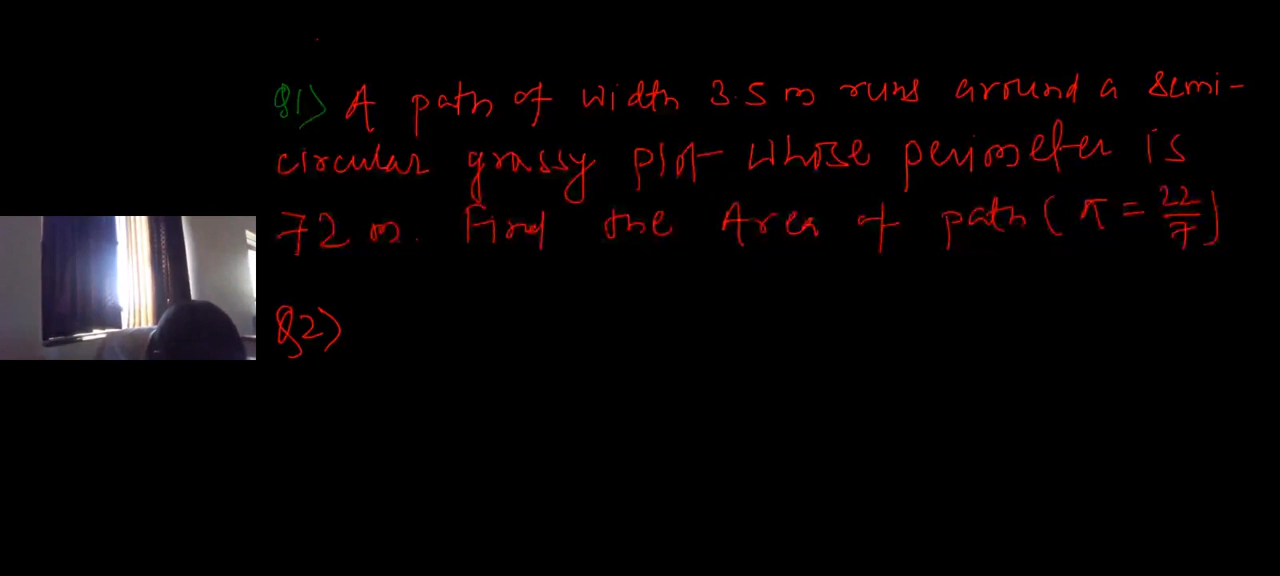 Q1) A path of width 3.5 m runs around a semi-
circular grassy plot whose perimeter is
72 m. Find the Area of path (π = 22/7)
Q2)